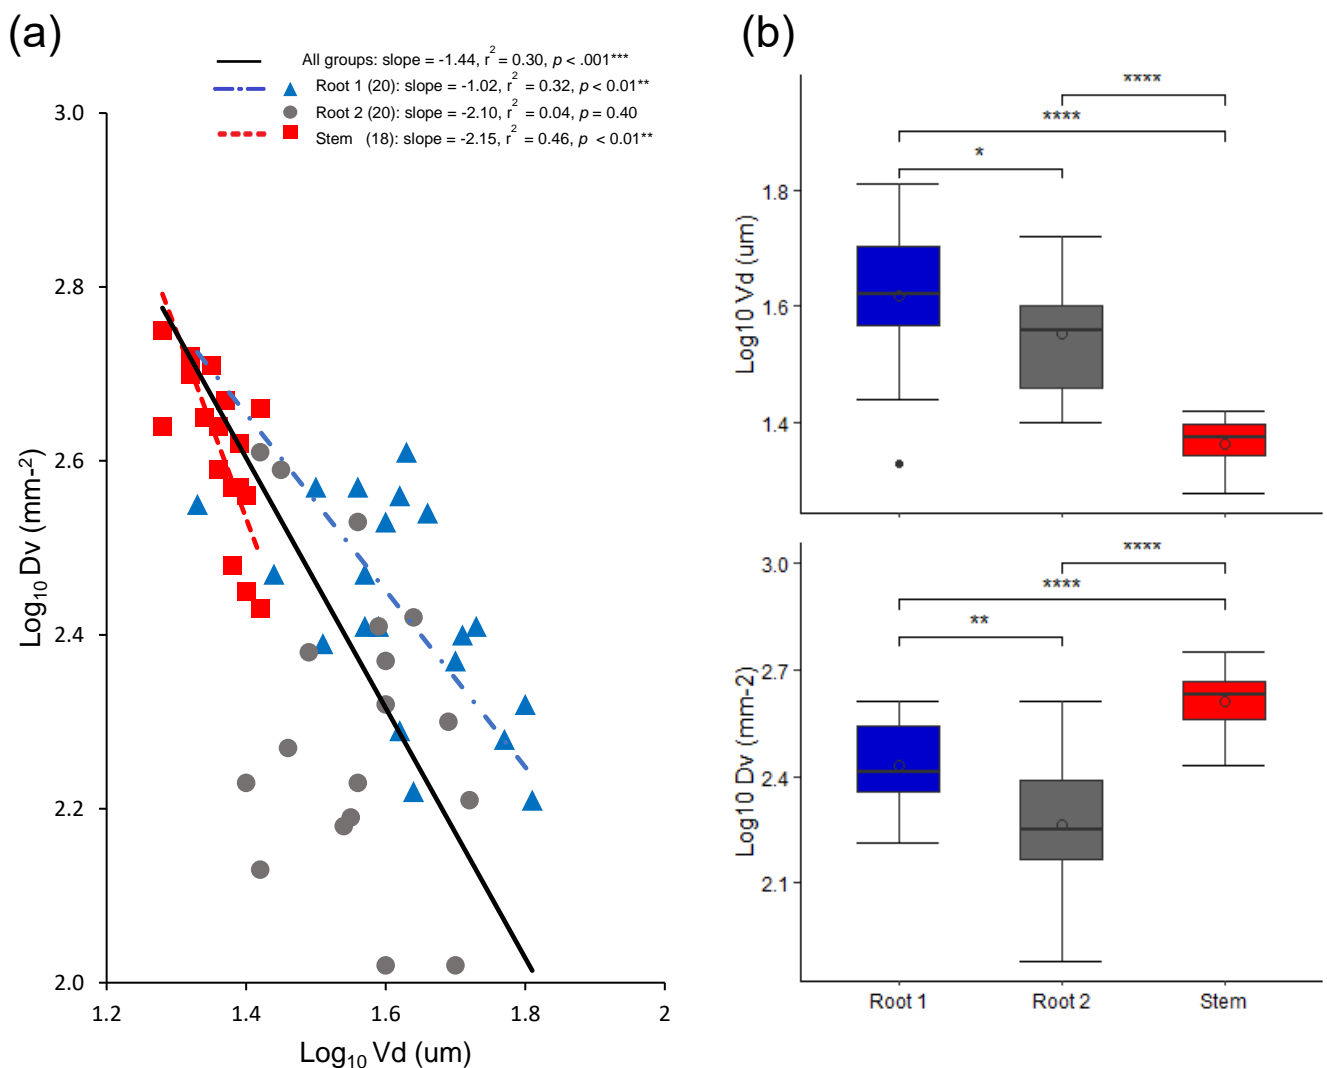 (a)
All groups: slope = -1.44, r² = 0.30, p < .001***
Root 1 (20): slope = -1.02, r² = 0.32, p < 0.01**
Root 2 (20): slope = -2.10, r² = 0.04, p = 0.40
Stem (18): slope = -2.15, r² = 0.46, p < 0.01**
3.0
2.8
2.6
2.4
2.2
2.0
Log₁₀ Dv (mm-²)
1.2 1.4 1.6 1.8 2
Log₁₀ Vd (um)
(b)
****
****
*
1.8
1.6
1.4
Log10 Vd (um)
****
****
**
3.0
2.7
2.4
2.1
Log10 Dv (mm-2)
Root 1 Root 2 Stem